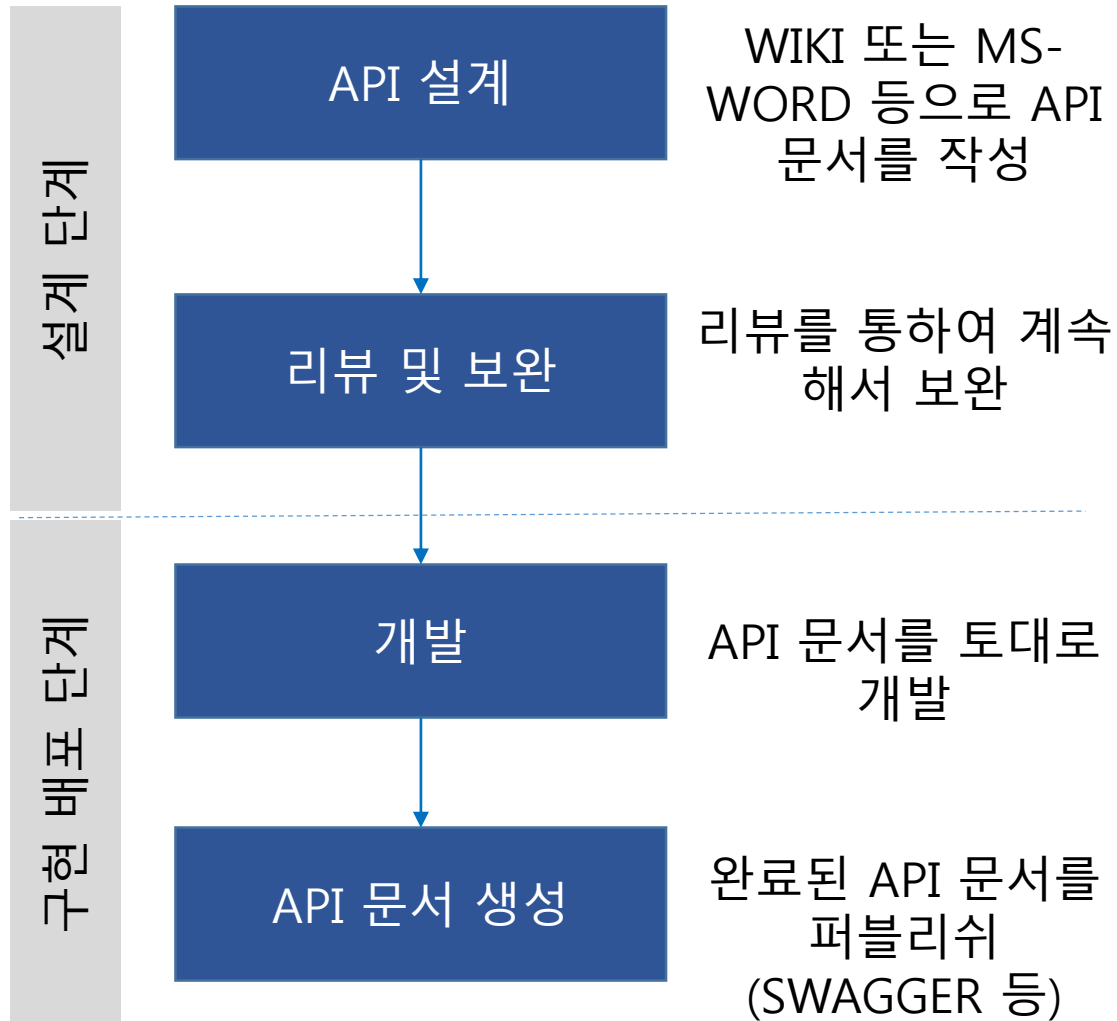 설계 단계
API 설계
WIKI 또는 MS-
WORD 등으로 API
문서를 작성
리뷰 및 보완
리뷰를 통하여 계속
해서 보완
구현 배포 단계
개발
API 문서를 토대로
개발
API 문서 생성
완료된 API 문서를
퍼블리쉬
(SWAGGER 등)